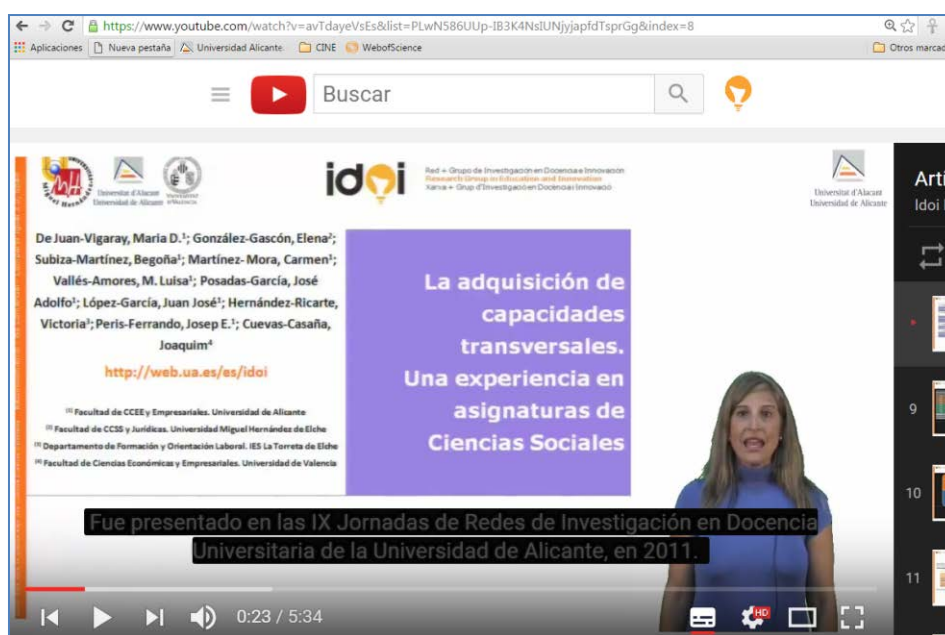 https://www.youtube.com/watch?v=avTdayeVsEs&list=PLwN586UUp-IB3K4NsIUNjyjapfdTsprGg&index=8
Aplicaciones Nueva pestaña Universidad Alicante CINE WebofScience Otros marcad
Buscar
Universitat d'Alacant
Universidad de Alicante
idoi
Red + Grupo de Investigación en Docencia e Innovación
Research Group in Education and Innovation
Xarxa + Grup d'Investigació en Docència i Innovació
Universitat d'Alacant
Universidad de Alicante
De Juan-Vigaray, Maria D.¹; González-Gascón, Elena²;
Subiza-Martínez, Begoña¹; Martínez-Mora, Carmen¹;
Vallés-Amores, M. Luisa¹; Posadas-García, José
Adolfo¹; López-García, Juan José¹; Hernández-Ricarte,
Victoria³; Peris-Ferrando, Josep E.¹; Cuevas-Casaña,
Joaquim⁴
http://web.ua.es/es/idoi
⁽¹⁾ Facultad de CCEE y Empresariales. Universidad de Alicante
⁽²⁾ Facultad de CCSS y Jurídicas. Universidad Miguel Hernández de Elche
⁽³⁾ Departamento de Formación y Orientación Laboral. IES La Torreta de Elche
⁽⁴⁾ Facultad de Ciencias Económicas y Empresariales. Universidad de Valencia
La adquisición de
capacidades
transversales.
Una experiencia en
asignaturas de
Ciencias Sociales
Fue presentado en las IX Jornadas de Redes de Investigación en Docencia
Universitaria de la Universidad de Alicante, en 2011.
0:23 / 5:34
HD
Artí
Idoi
9
10
11